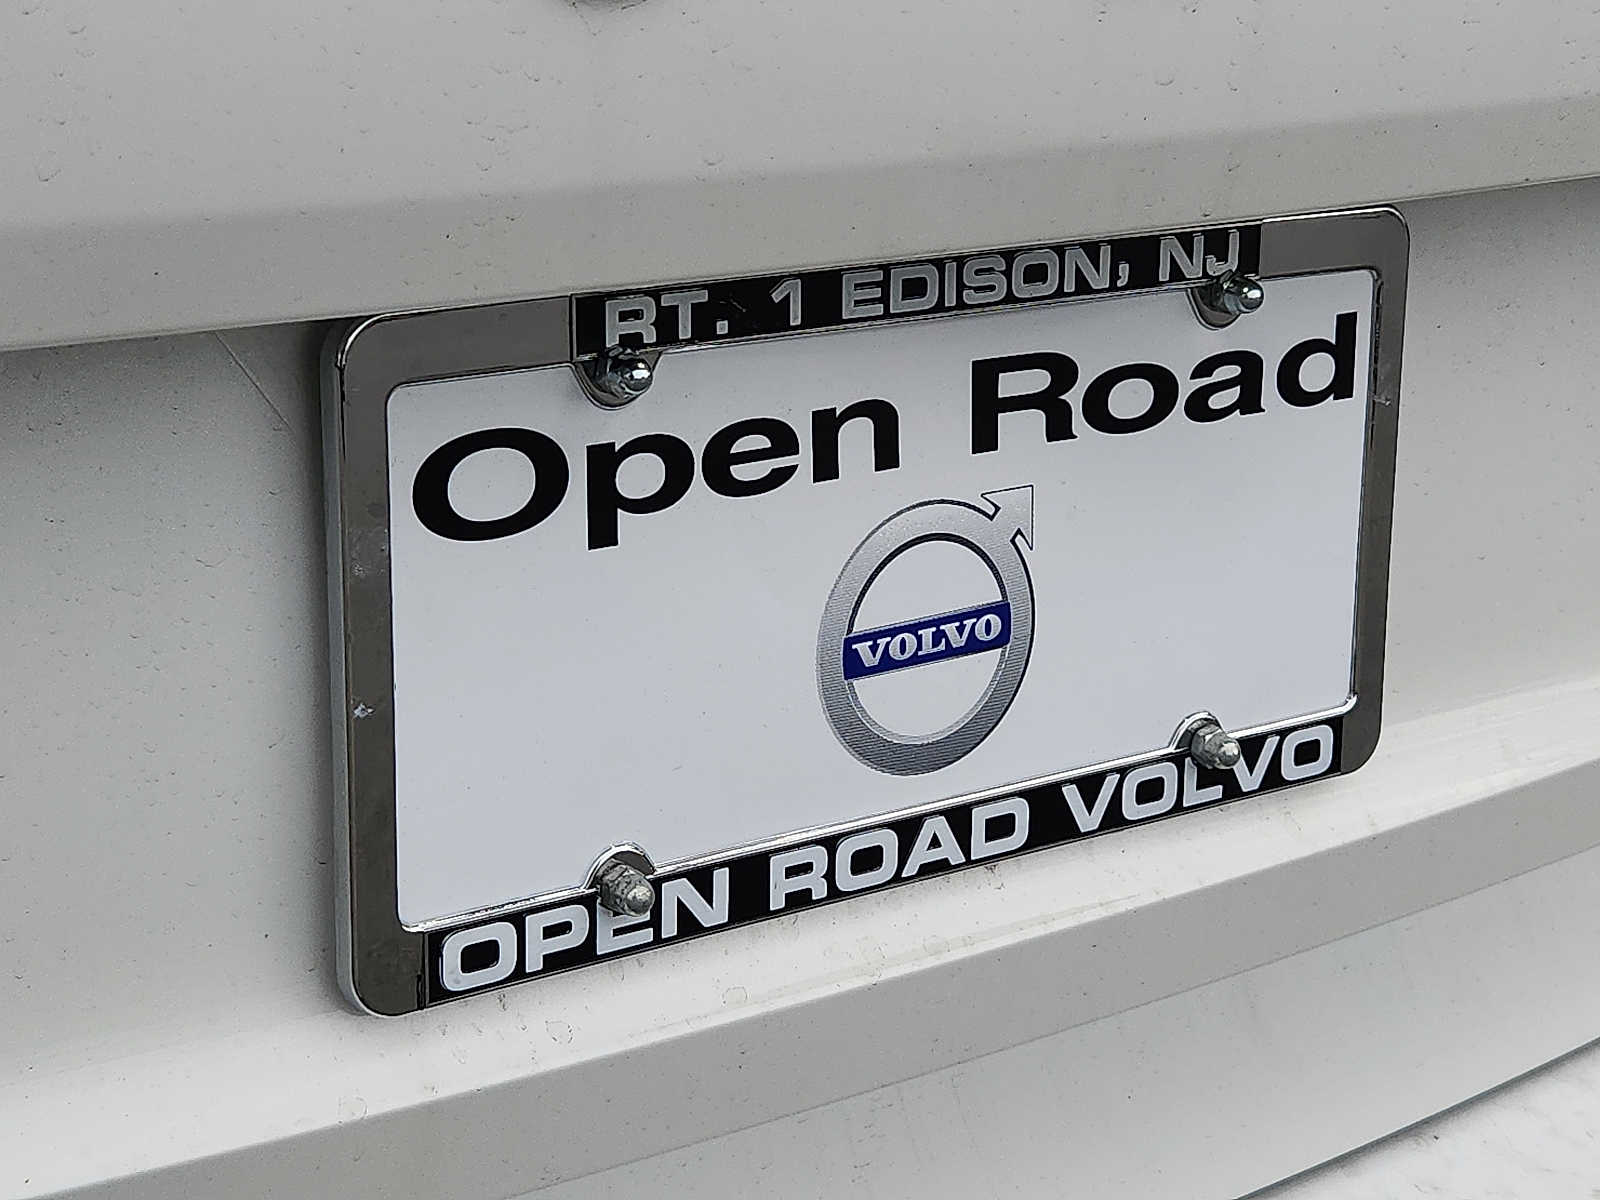 RT. 1 EDISON, NJ
Open Road
VOLVO
OPEN ROAD VOLVO